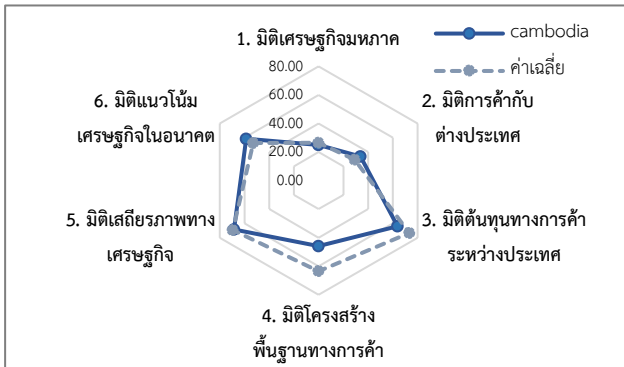 1. มิติเศรษฐกิจมหภาค
cambodia
ค่าเฉลี่ย
80.00
60.00
40.00
20.00
0.00
2. มิติการค้ากับ
ต่างประเทศ
3. มิติต้นทุนทางการค้า
ระหว่างประเทศ
4. มิติโครงสร้าง
พื้นฐานทางการค้า
5. มิติเสถียรภาพทาง
เศรษฐกิจ
6. มิติแนวโน้ม
เศรษฐกิจในอนาคต